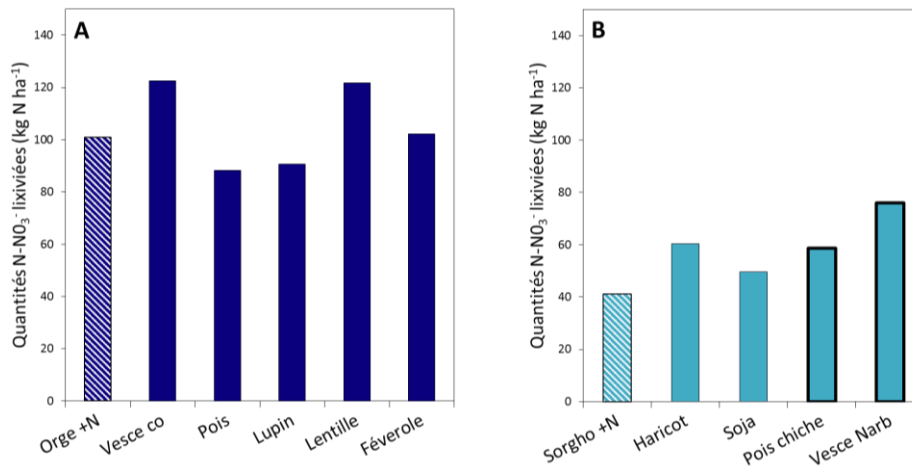 A
Quantités N-NO3- lixiviées (kg N ha-1)
140
120
100
80
60
40
20
0
Orge +N
Vesce co
Pois
Lupin
Lentille
Féverole
B
Quantités N-NO3- lixiviées (kg N ha-1)
140
120
100
80
60
40
20
0
Sorgho +N
Haricot
Soja
Pois chiche
Vesce Narb